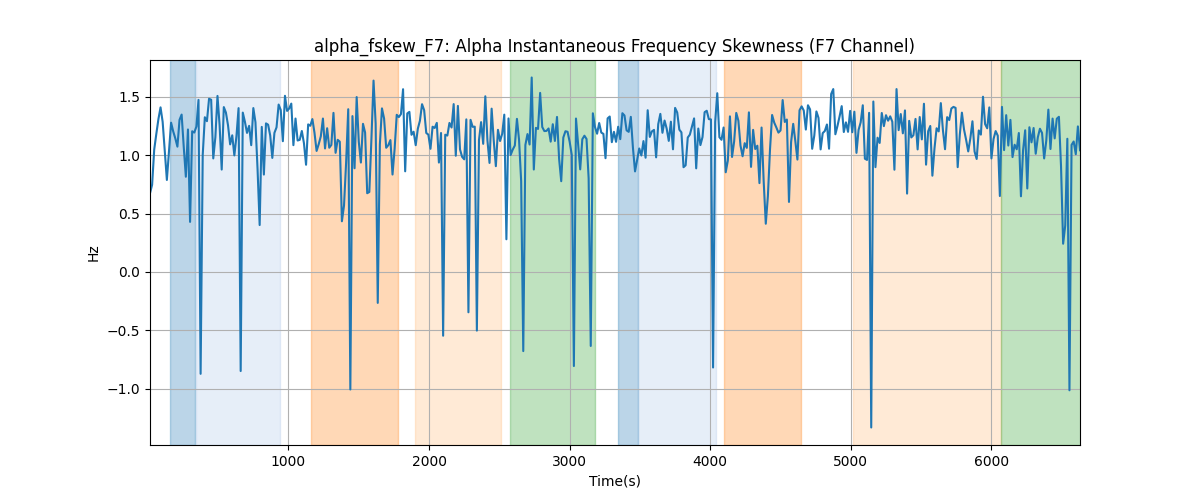 alpha_fskew_F7: Alpha Instantaneous Frequency Skewness (F7 Channel)
1.5
1.0
0.5
0.0
−0.5
−1.0
Hz
1000 2000 3000 4000 5000 6000
Time(s)